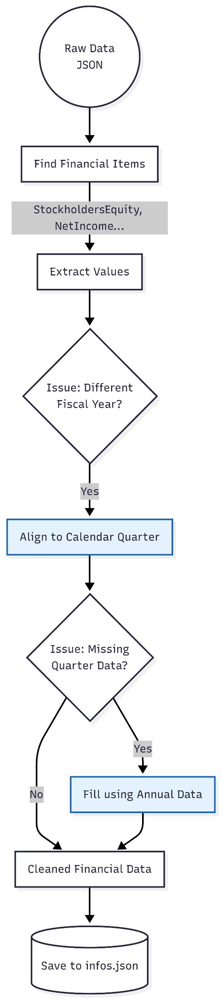 Raw Data
JSON
Find Financial Items
StockholdersEquity,
NetIncome...
Extract Values
Issue: Different
Fiscal Year?
Yes
Align to Calendar Quarter
Issue: Missing
Quarter Data?
Yes
No
Fill using Annual Data
Cleaned Financial Data
Save to infos.json